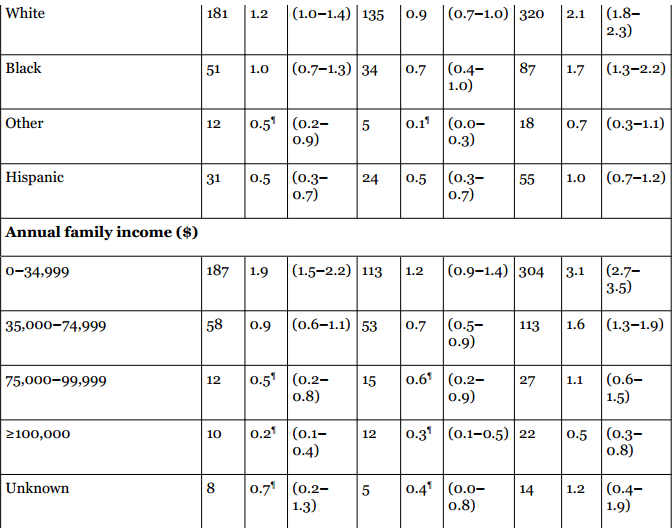 White 181 1.2 (1.0–1.4) 135 0.9 (0.7–1.0) 320 2.1 (1.8–
2.3)
Black 51 1.0 (0.7–1.3) 34 0.7 (0.4– 87 1.7 (1.3–2.2)
1.0)
Other 12 0.5¶ (0.2– 5 0.1¶ (0.0– 18 0.7 (0.3–1.1)
0.9) 0.3)
Hispanic 31 0.5 (0.3– 24 0.5 (0.3– 55 1.0 (0.7–1.2)
0.7) 0.7)
Annual family income ($)
0–34,999 187 1.9 (1.5–2.2) 113 1.2 (0.9–1.4) 304 3.1 (2.7–
3.5)
35,000–74,999 58 0.9 (0.6–1.1) 53 0.7 (0.5– 113 1.6 (1.3–1.9)
0.9)
75,000–99,999 12 0.5¶ (0.2– 15 0.6¶ (0.2– 27 1.1 (0.6–
0.8) 0.9) 1.5)
≥100,000 10 0.2¶ (0.1– 12 0.3¶ (0.1–0.5) 22 0.5 (0.3–
0.4) 0.8)
Unknown 8 0.7¶ (0.2– 5 0.4¶ (0.0– 14 1.2 (0.4–
1.3) 0.8) 1.9)